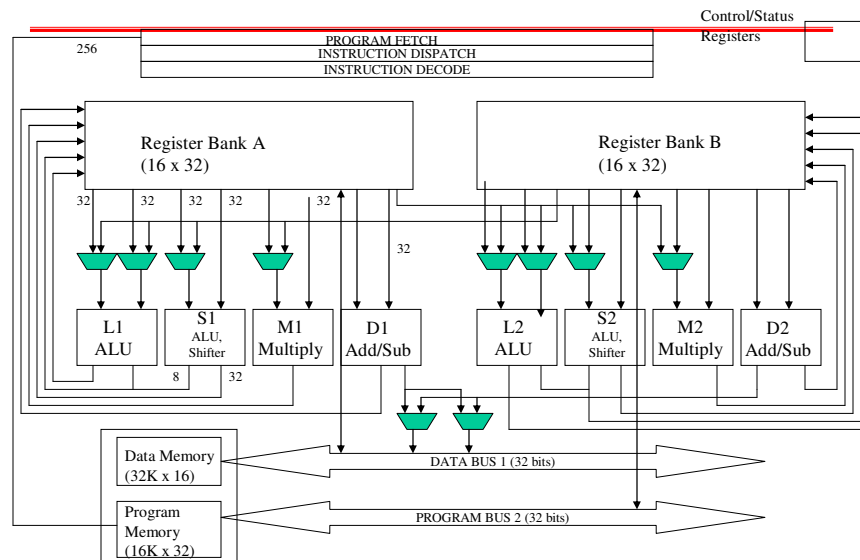 Control/Status
Registers
256
PROGRAM FETCH
INSTRUCTION DISPATCH
INSTRUCTION DECODE
Register Bank A
(16 x 32)
Register Bank B
(16 x 32)
32 32 32 32 32
32
L1
ALU
S1
ALU,
Shifter
M1
Multiply
D1
Add/Sub
L2
ALU
S2
ALU,
Shifter
M2
Multiply
D2
Add/Sub
8 32
Data Memory
(32K x 16)
DATA BUS 1 (32 bits)
Program
Memory
(16K x 32)
PROGRAM BUS 2 (32 bits)